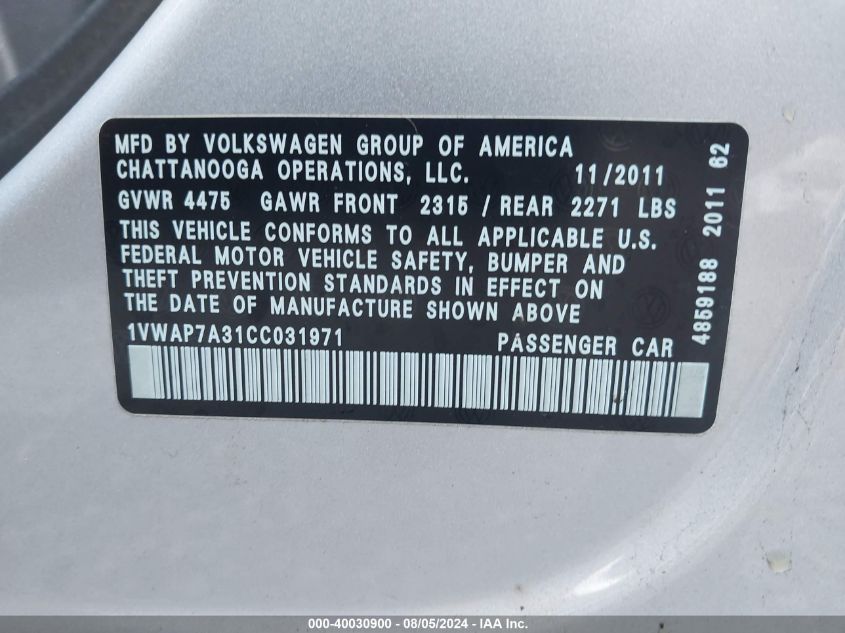 MFD BY VOLKSWAGEN GROUP OF AMERICA
CHATTANOOGA OPERATIONS, LLC. 11/2011
GVWR 4475 GAWR FRONT 2315 / REAR 2271 LBS
THIS VEHICLE CONFORMS TO ALL APPLICABLE U.S.
FEDERAL MOTOR VEHICLE SAFETY, BUMPER AND
THEFT PREVENTION STANDARDS IN EFFECT ON
THE DATE OF MANUFACTURE SHOWN ABOVE
1VWAP7A31CC031971 PASSENGER CAR
4859188 2011 62
000-40030900 - 08/05/2024 - IAA Inc.